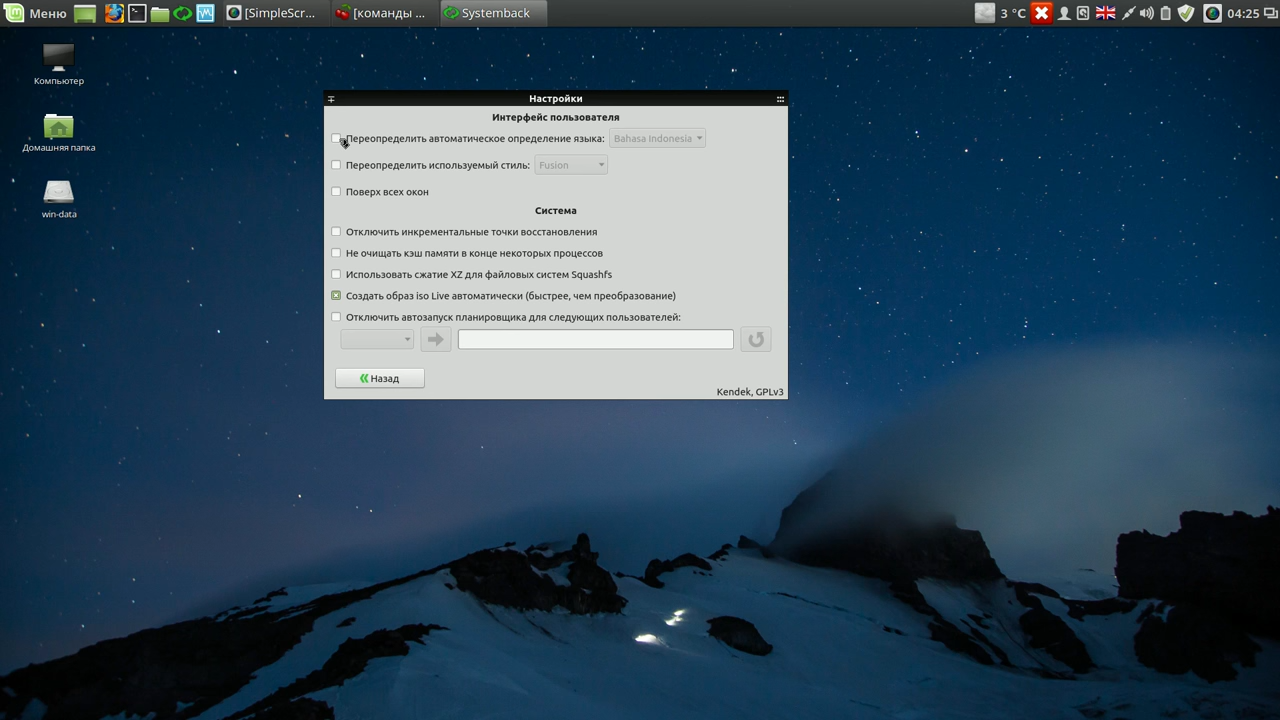 Меню
[SimpleScr...
[команды ...
Systemback
3 °C
04:25
Компьютер
Домашняя папка
win-data
Настройки
Интерфейс пользователя
Переопределить автоматическое определение языка: Bahasa Indonesia
Переопределить используемый стиль: Fusion
Поверх всех окон
Система
Отключить инкрементальные точки восстановления
Не очищать кэш памяти в конце некоторых процессов
Использовать сжатие XZ для файловых систем Squashfs
Создать образ iso Live автоматически (быстрее, чем преобразование)
Отключить автозапуск планировщика для следующих пользователей:
Назад
Kendek, GPLv3